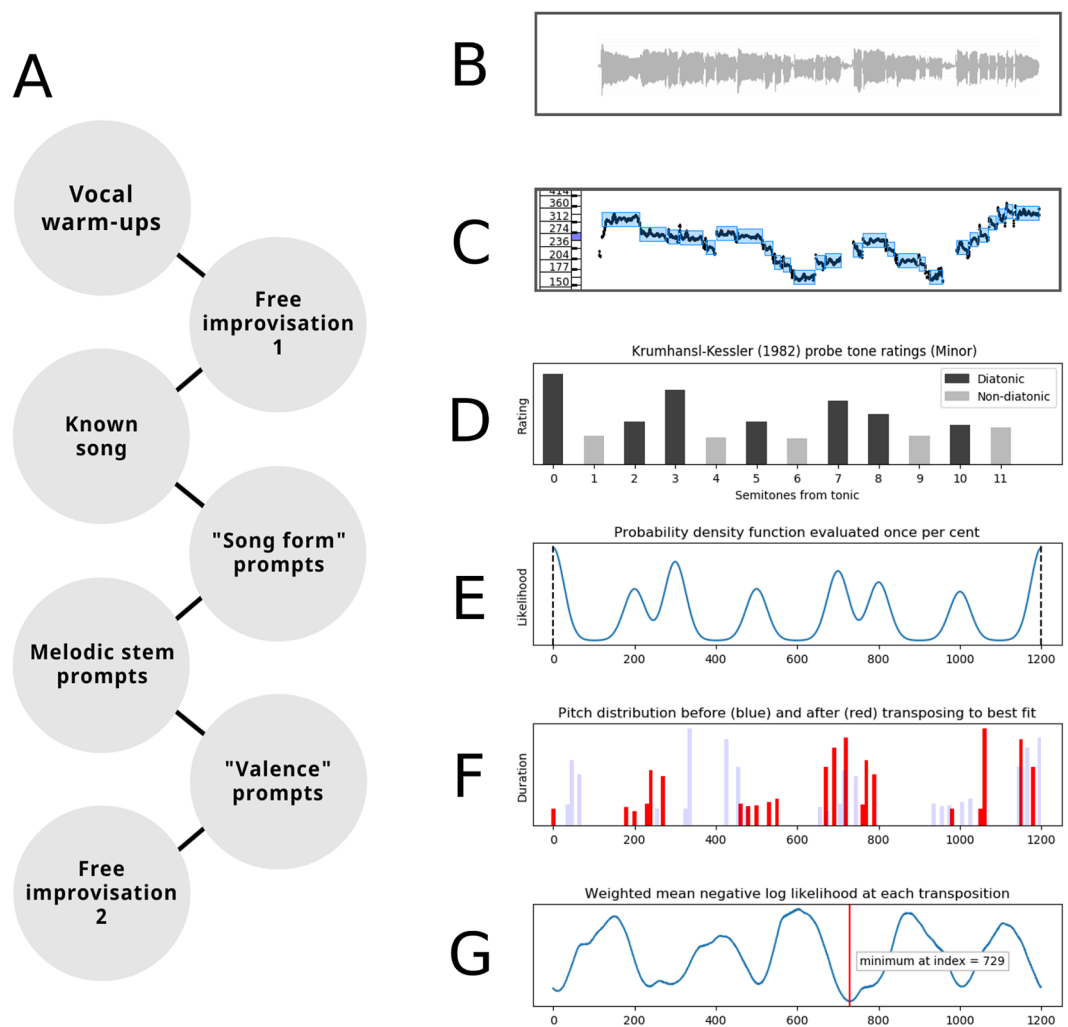 A
Vocal
warm-ups
Free
improvisation
1
Known
song
"Song form"
prompts
Melodic stem
prompts
"Valence"
prompts
Free
improvisation
2
B
C
414
360
312
274
236
204
177
150
D
Krumhansl-Kessler (1982) probe tone ratings (Minor)
Rating
Diatonic
Non-diatonic
0 1 2 3 4 5 6 7 8 9 10 11
Semitones from tonic
E
Probability density function evaluated once per cent
Likelihood
0 200 400 600 800 1000 1200
F
Pitch distribution before (blue) and after (red) transposing to best fit
Duration
0 200 400 600 800 1000 1200
G
Weighted mean negative log likelihood at each transposition
minimum at index = 729
0 200 400 600 800 1000 1200